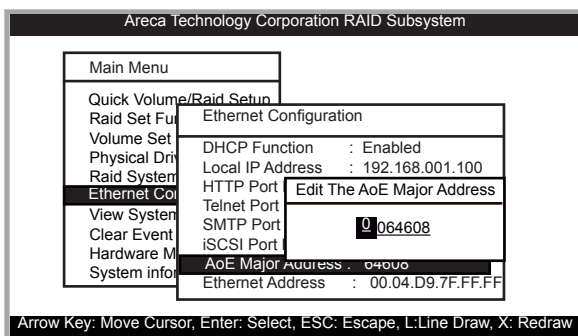 Areca Technology Corporation RAID Subsystem
Main Menu
Quick Volume/Raid Setup
Raid Set Fu
Volume Set
Physical Dri
Raid System
Ethernet Co
View System
Clear Event
Hardware M
System infor
Ethernet Configuration
DHCP Function : Enabled
Local IP Address : 192.168.001.100
HTTP Port
Telnet Port
SMTP Port
iSCSI Port
AoE Major Address : 64608
Ethernet Address : 00.04.D9.7F.FF.FF
Edit The AoE Major Address
0 064608
Arrow Key: Move Cursor, Enter: Select, ESC: Escape, L:Line Draw, X: Redraw